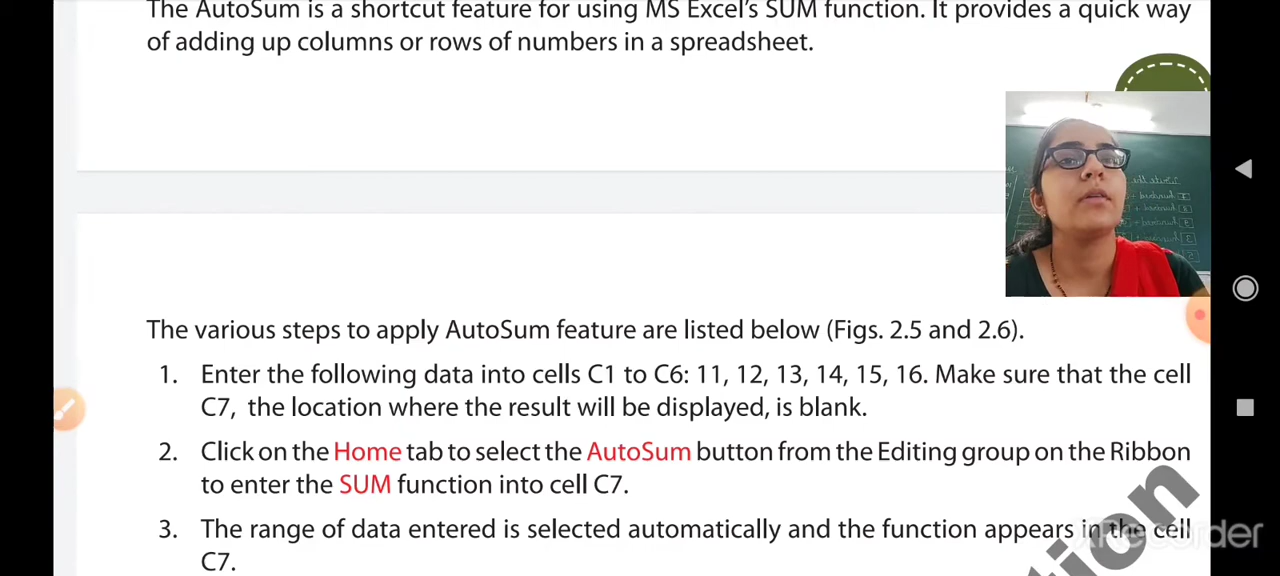 The AutoSum is a shortcut feature for using MS Excel's SUM function. It provides a quick way
of adding up columns or rows of numbers in a spreadsheet.
The various steps to apply AutoSum feature are listed below (Figs. 2.5 and 2.6).
1. Enter the following data into cells C1 to C6: 11, 12, 13, 14, 15, 16. Make sure that the cell
C7, the location where the result will be displayed, is blank.
2. Click on the Home tab to select the AutoSum button from the Editing group on the Ribbon
to enter the SUM function into cell C7.
3. The range of data entered is selected automatically and the function appears in the cell
C7.